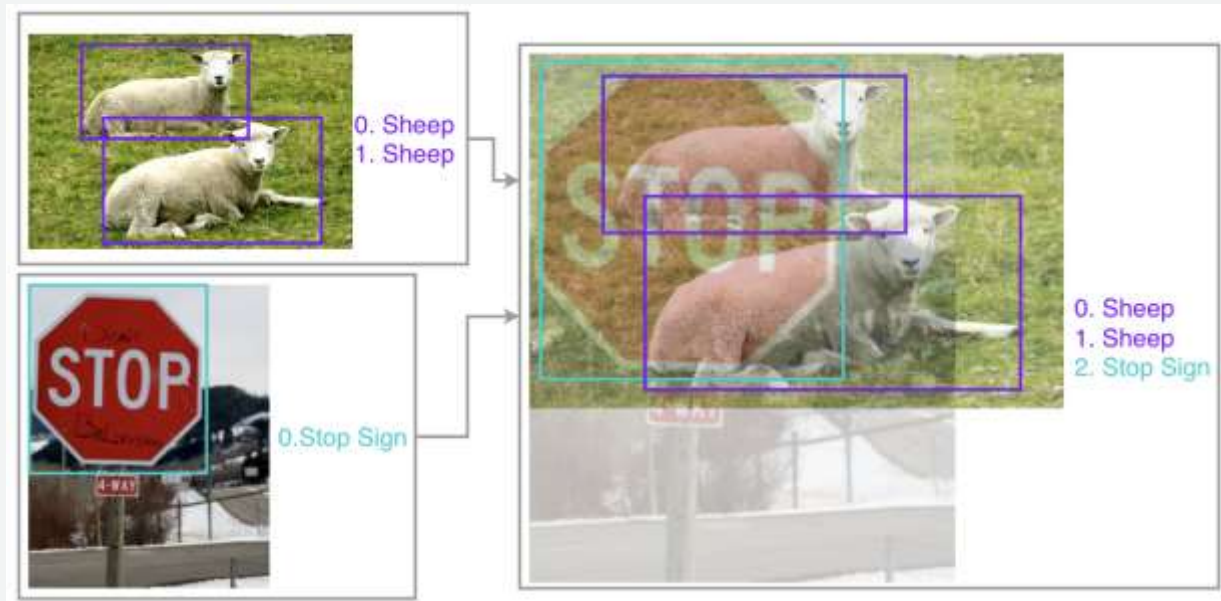 0. Sheep
1. Sheep
STOP
4-WAY
0.Stop Sign
STOP
0. Sheep
1. Sheep
2. Stop Sign